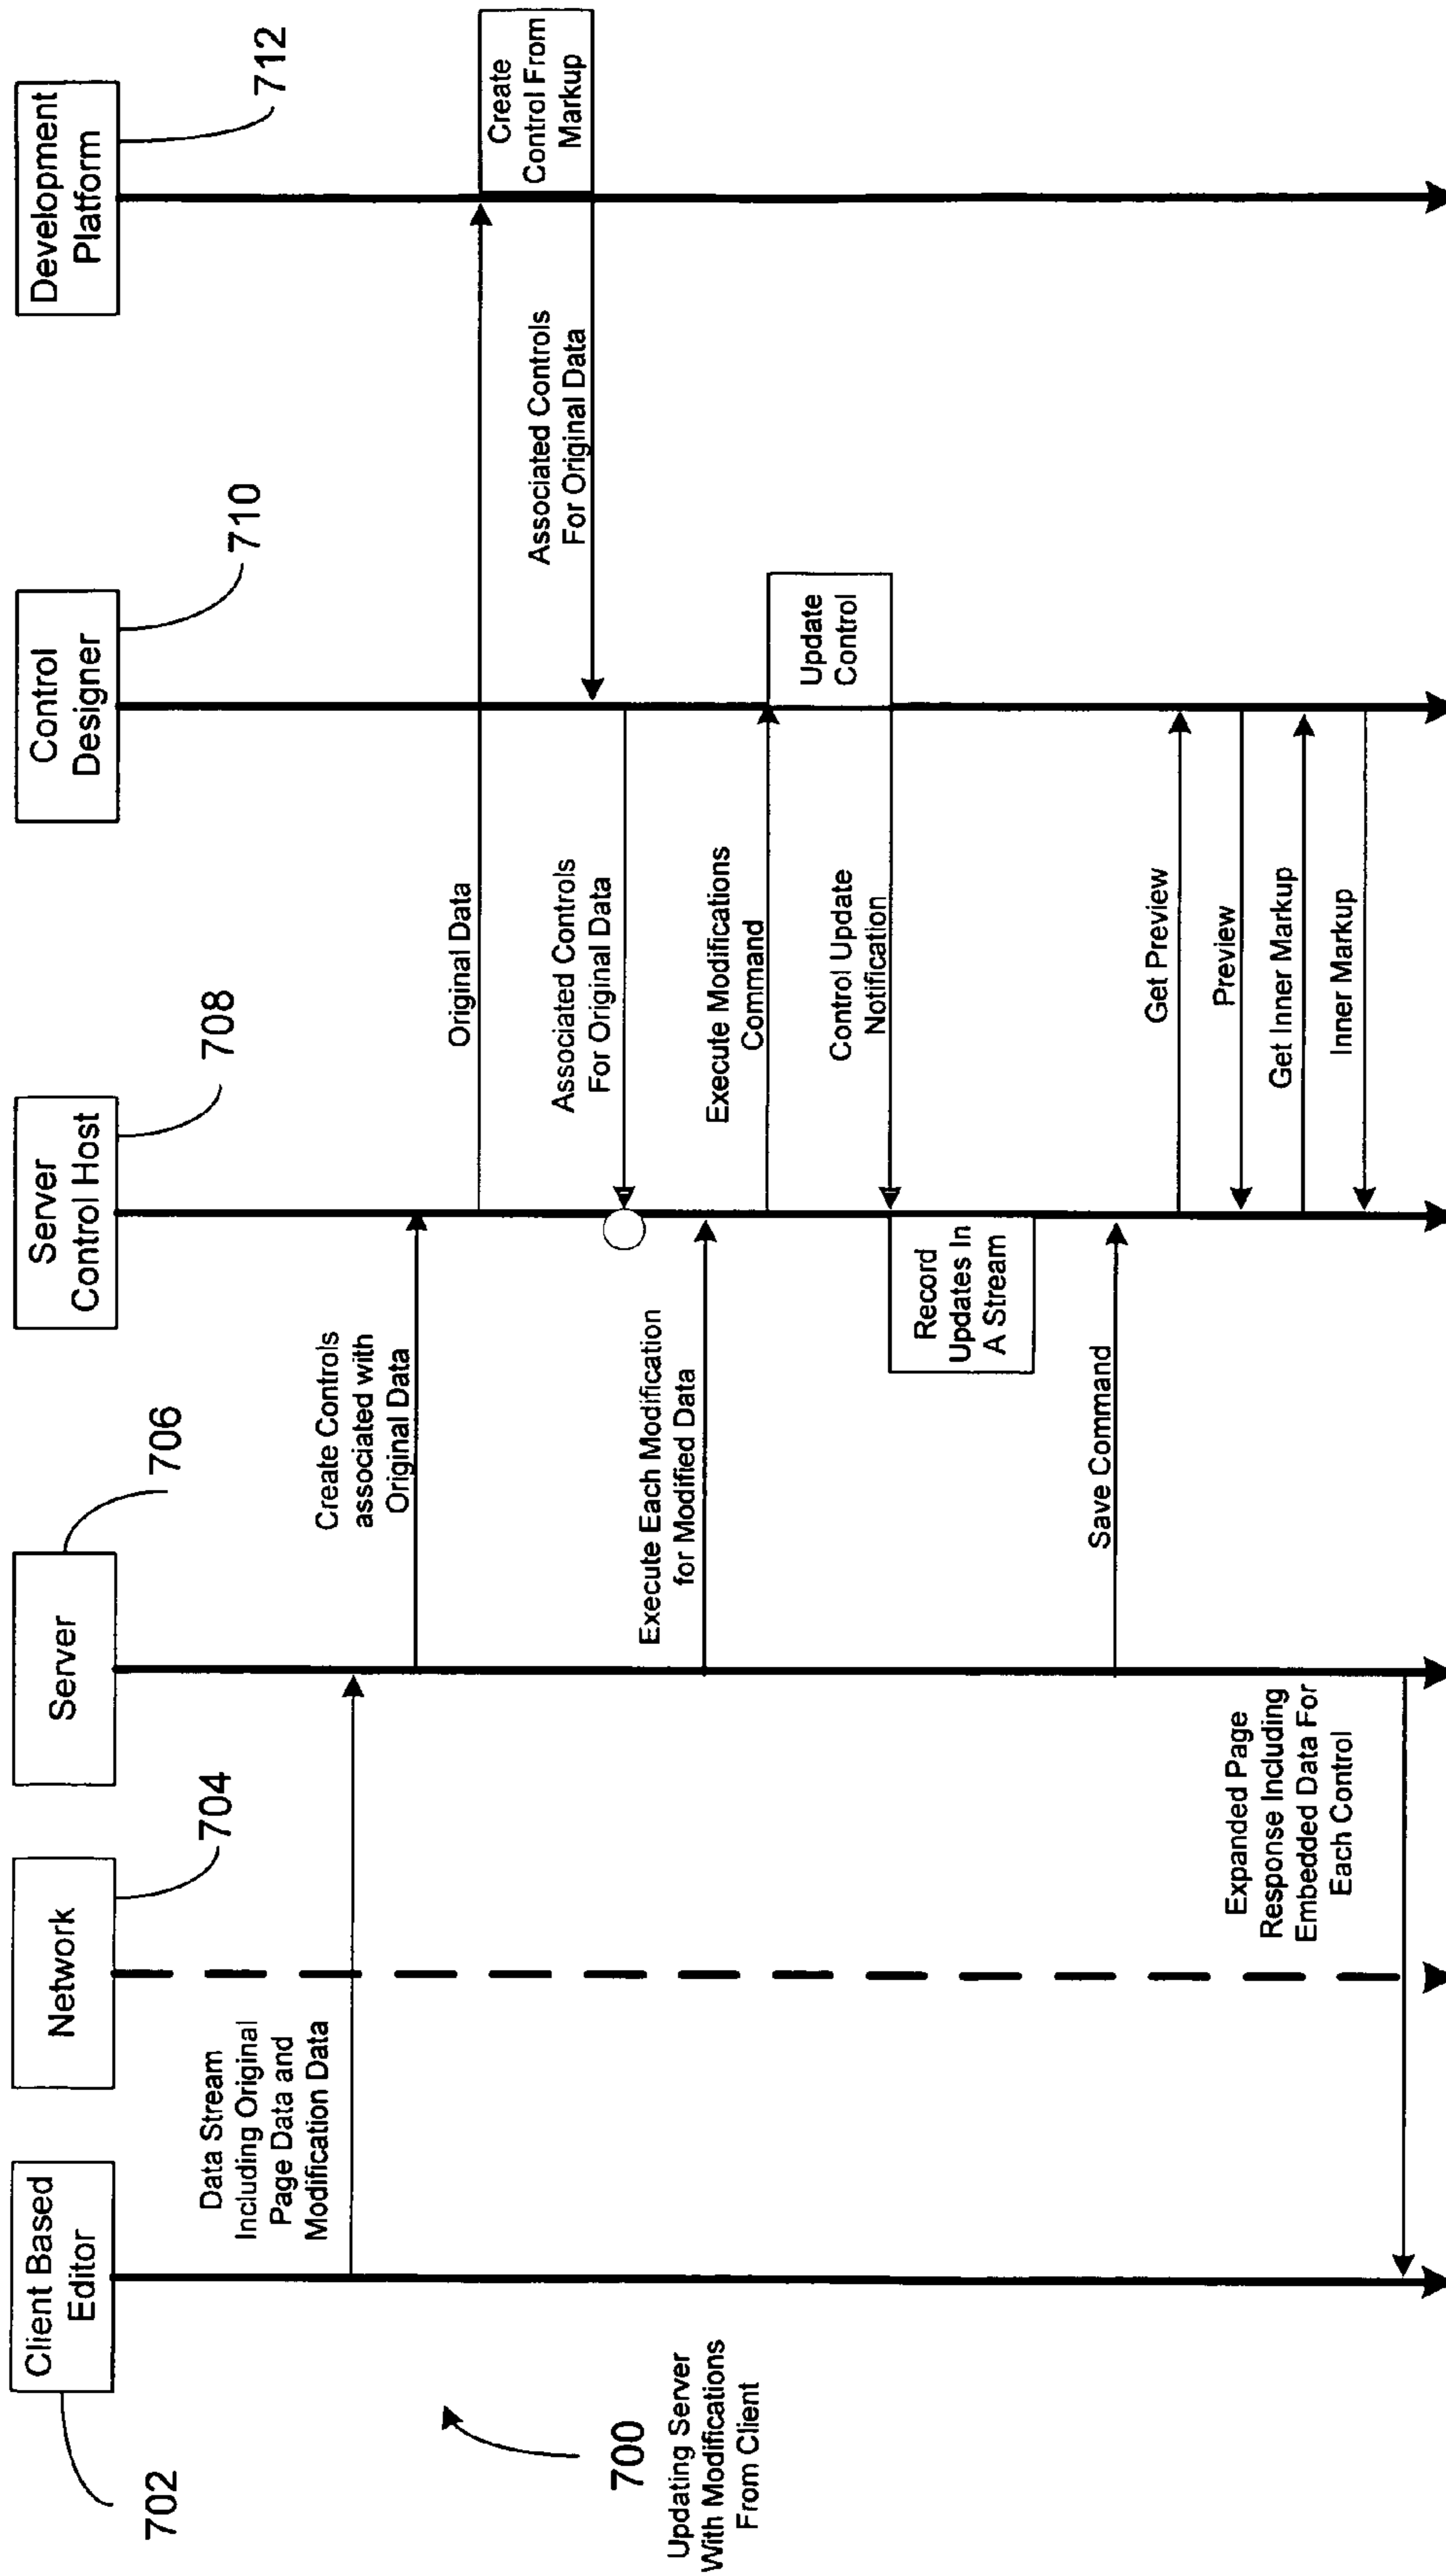 Client Based
Editor
702
Network
704
Server
706
Server
Control Host
708
Control
Designer
710
Development
Platform
712
Data Stream
Including Original
Page Data and
Modification Data
Create Controls
associated with
Original Data
Original Data
Create
Control From
Markup
Associated Controls
For Original Data
Associated Controls
For Original Data
Execute Each Modification
for Modified Data
Execute Modifications
Command
Update
Control
Control Update
Notification
Record
Updates In
A Stream
Save Command
Get Preview
Preview
Get Inner Markup
Inner Markup
Expanded Page
Response Including
Embedded Data For
Each Control
700
Updating Server
With Modifications
From Client